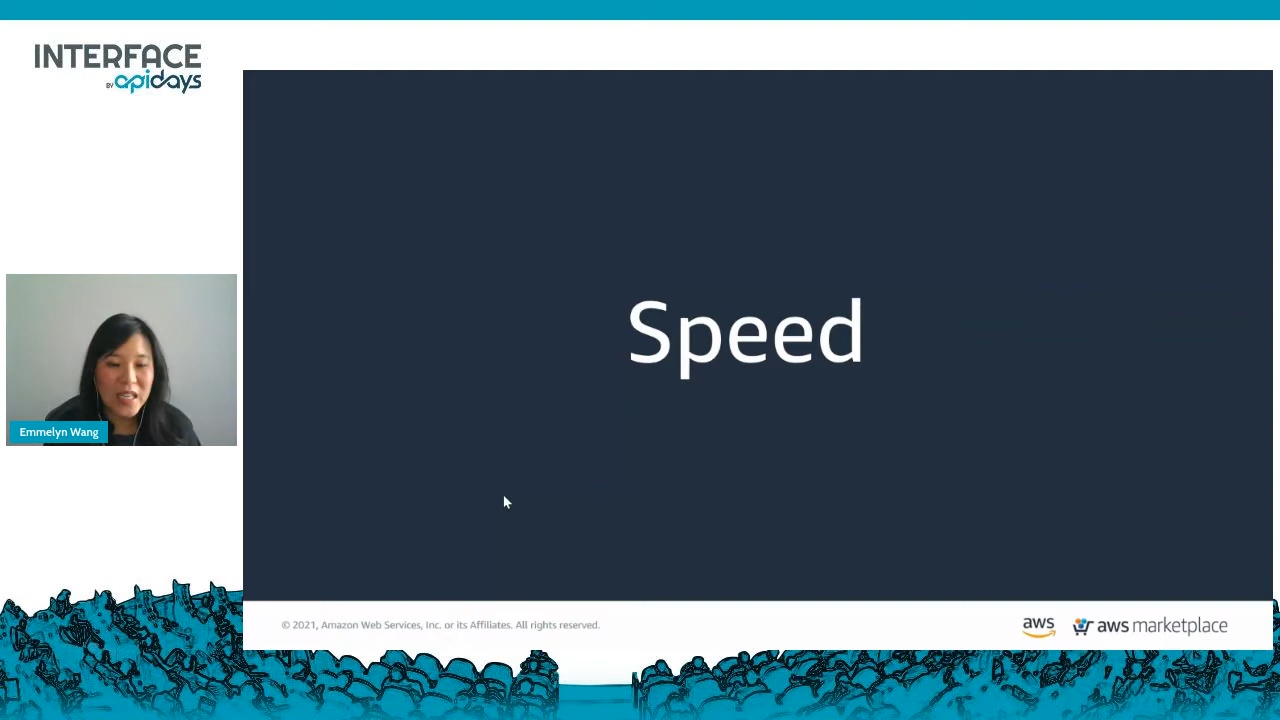 INTERFACE
BY apidays
Speed
Emmelyn Wang
© 2021, Amazon Web Services, Inc. or its Affiliates. All rights reserved.
aws
aws marketplace